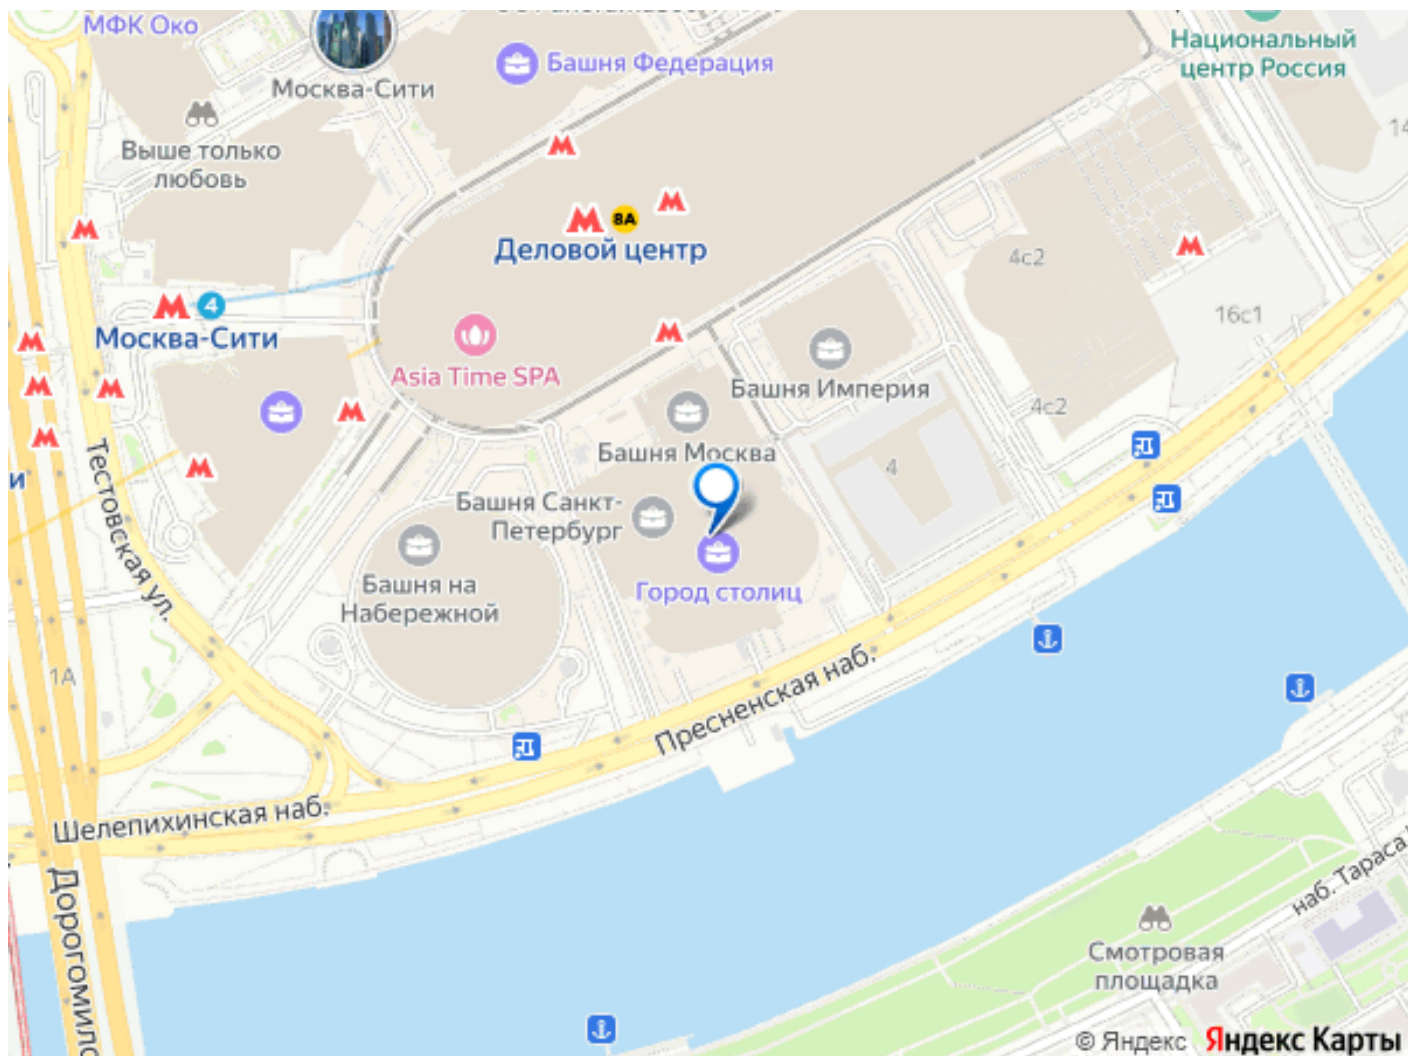 МФК Око
Москва-Сити
Башня Федерация
Национальный
центр Россия
Выше только
любовь
14
8А
Деловой центр
4с2
4
Москва-Сити
16с1
Asia Time SPA
Башня Империя
4с2
Башня Москва
4
и
Башня Санкт-
Петербург
Тестовская ул.
Башня на
Набережной
Город столиц
1А
Пресненская наб.
Шелепихинская наб.
Дорогомило
наб. Тараса
Смотровая
площадка
© Яндекс Яндекс Карты